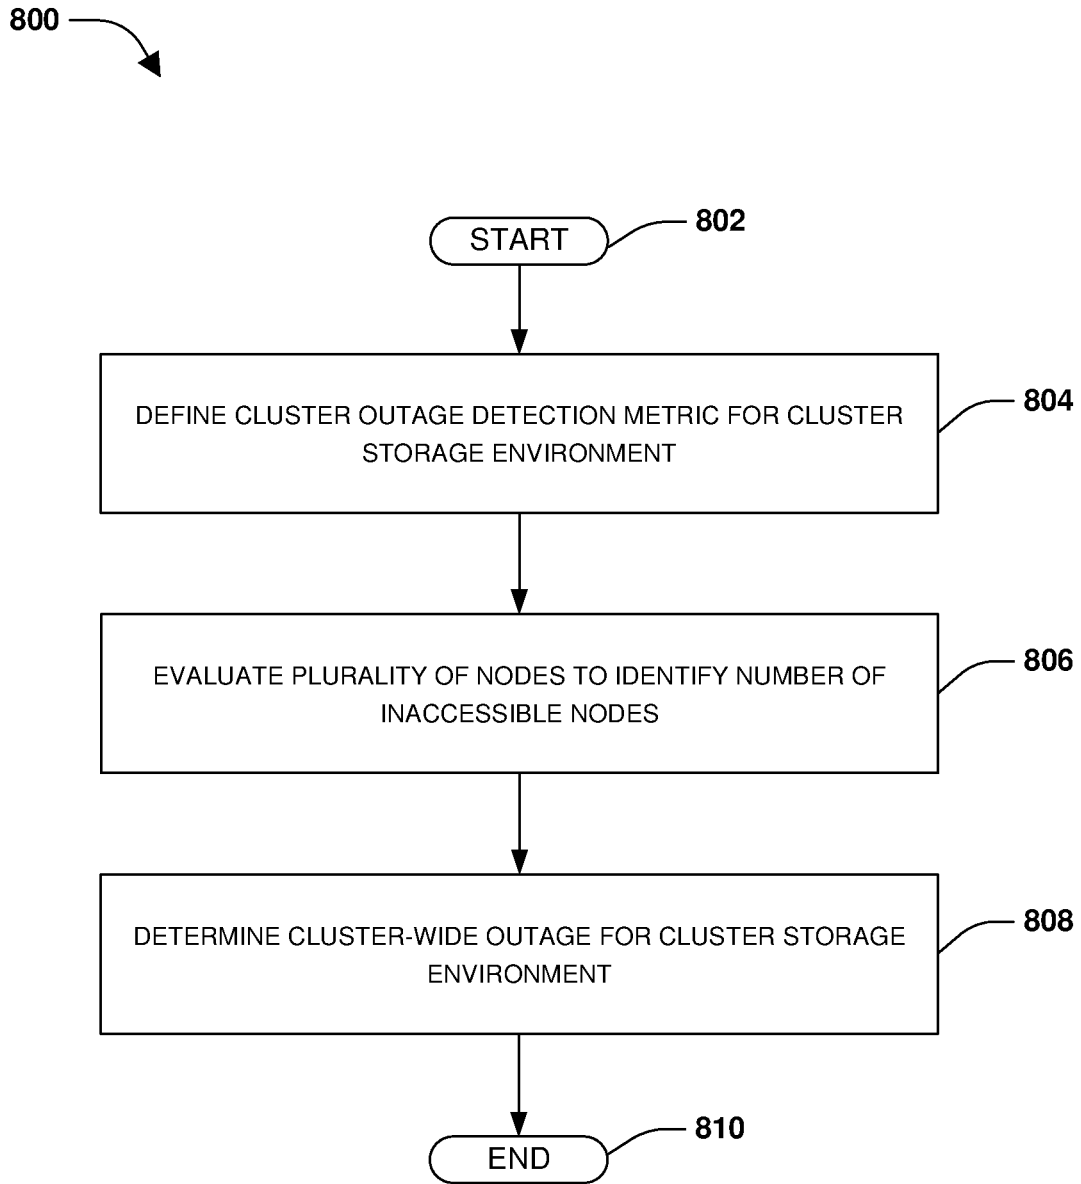 800
START
802
DEFINE CLUSTER OUTAGE DETECTION METRIC FOR CLUSTER
STORAGE ENVIRONMENT
804
EVALUATE PLURALITY OF NODES TO IDENTIFY NUMBER OF
INACCESSIBLE NODES
806
DETERMINE CLUSTER-WIDE OUTAGE FOR CLUSTER STORAGE
ENVIRONMENT
808
END
810